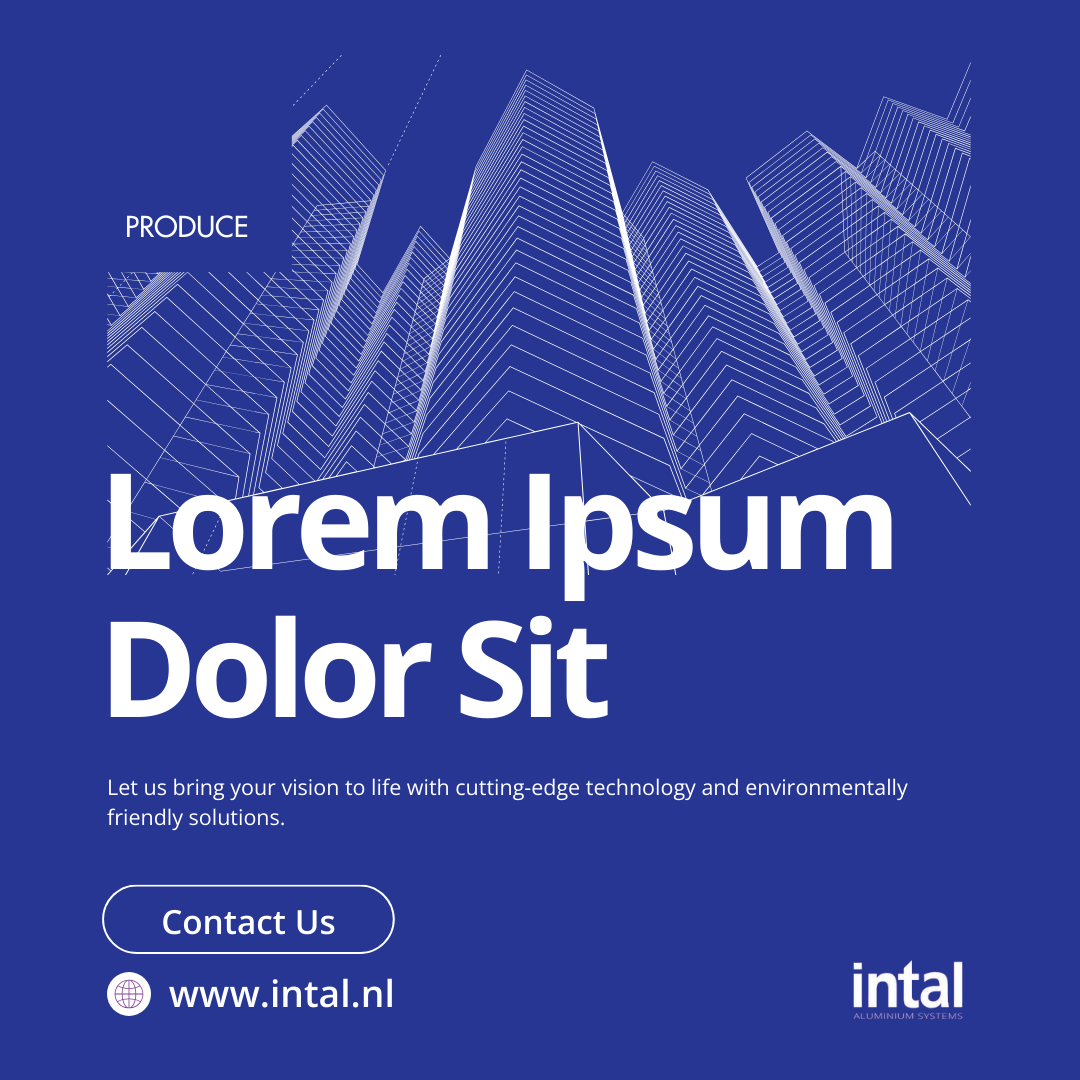 PRODUCE
Lorem Ipsum
Dolor Sit
Let us bring your vision to life with cutting-edge technology and environmentally
friendly solutions.
Contact Us
www.intal.nl
intal
ALUMINIUM SYSTEMS